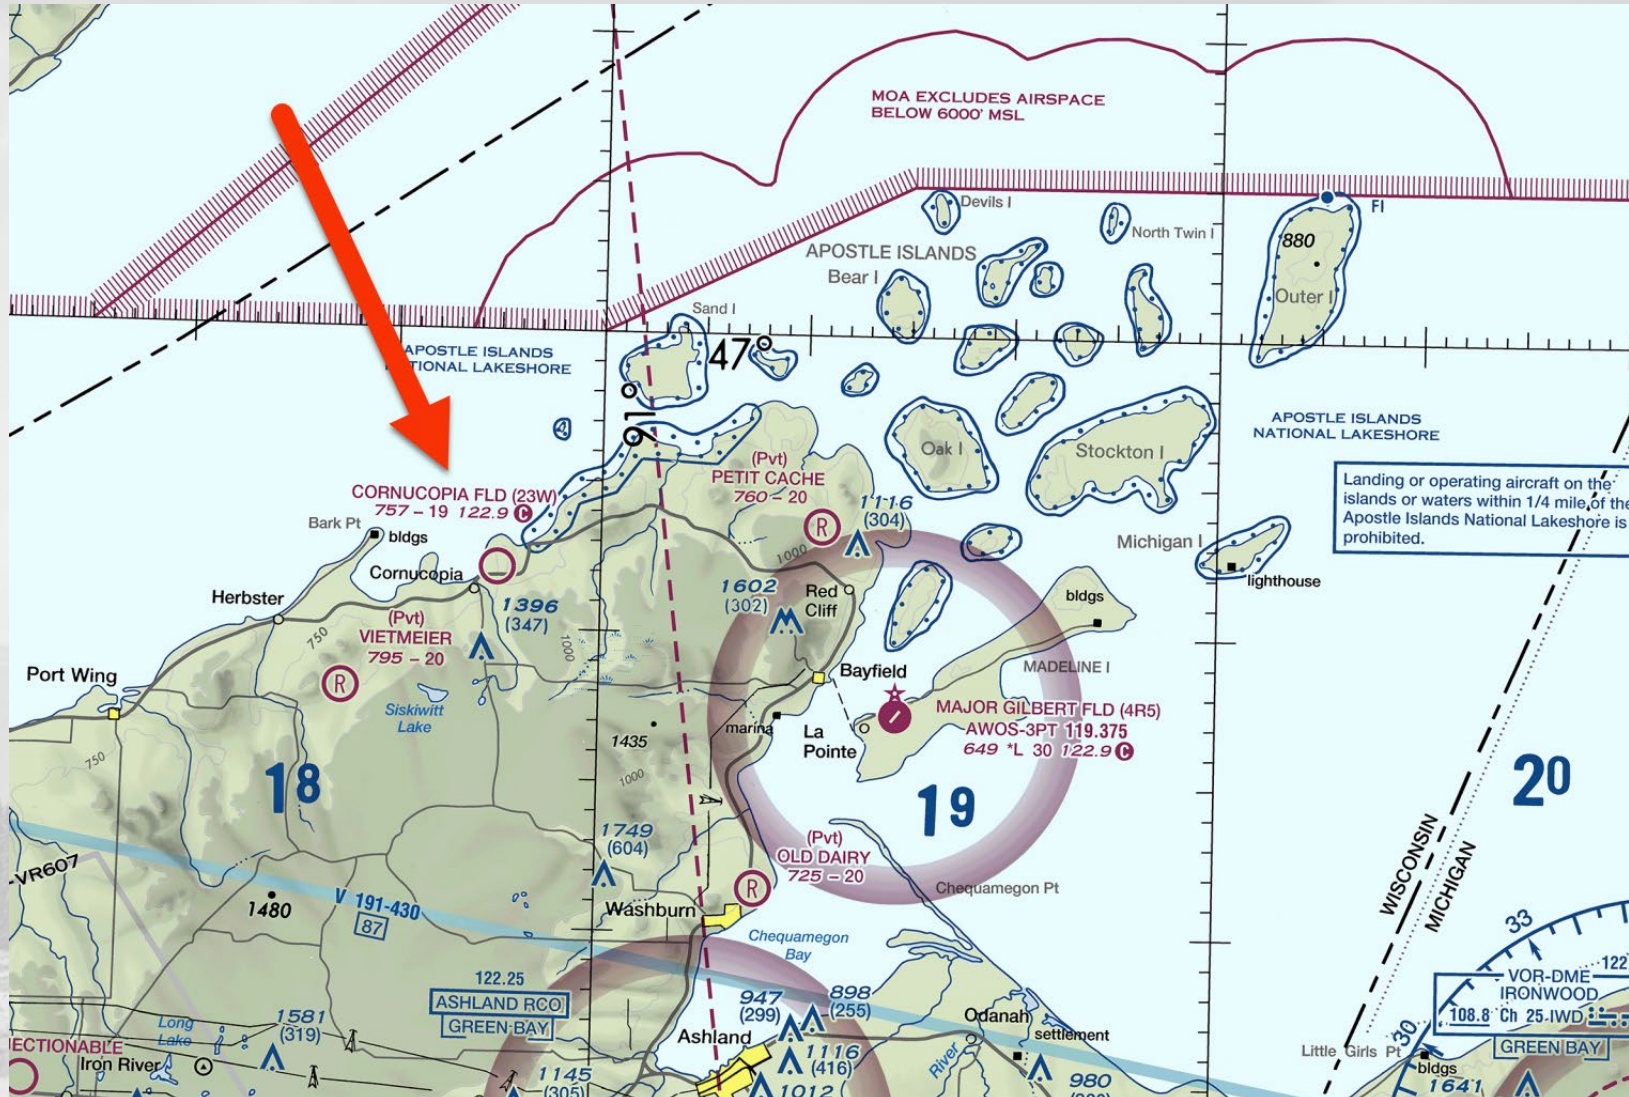 MOA EXCLUDES AIRSPACE
BELOW 6000' MSL
Devils I
North Twin I
Fl
880
Outer I
APOSTLE ISLANDS
Bear I
Sand I
47°
APOSTLE ISLANDS
NATIONAL LAKESHORE
91°
Oak I
Stockton I
APOSTLE ISLANDS
NATIONAL LAKESHORE
Landing or operating aircraft on the
islands or waters within 1/4 mile of the
Apostle Islands National Lakeshore is
prohibited.
(Pvt)
PETIT CACHE
760 – 20
R
1116
(304)
CORNUCOPIA FLD (23W)
757 – 19 122.9 C
Bark Pt
bldgs
Cornucopia
Herbster
1000
Michigan I
lighthouse
1602
(302)
Red
Cliff
bldgs
1396
(347)
750
(Pvt)
VIETMEIER
795 – 20
R
1000
Port Wing
Bayfield
MADELINE I
Siskiwitt
Lake
MAJOR GILBERT FLD (4R5)
AWOS-3PT 119.375
649 *L 30 122.9 C
marina
La
Pointe
1435
750
1000
18
19
20
1749
(604)
(Pvt)
OLD DAIRY
725 – 20
R
WISCONSIN
MICHIGAN
VR607
1480
V 191-430
87
Washburn
Chequamegon Pt
Chequamegon
Bay
33
122.25
ASHLAND RCO
GREEN BAY
947
(299)
898
(255)
Odanah
settlement
122
VOR-DME
IRONWOOD
108.8 Ch 25 IWD
GREEN BAY
30
1581
(319)
Long
Lake
JECTIONABLE
Iron River
Ashland
1116
(416)
River
Little Girls Pt
bldgs
1145
(305)
1012
980
1641